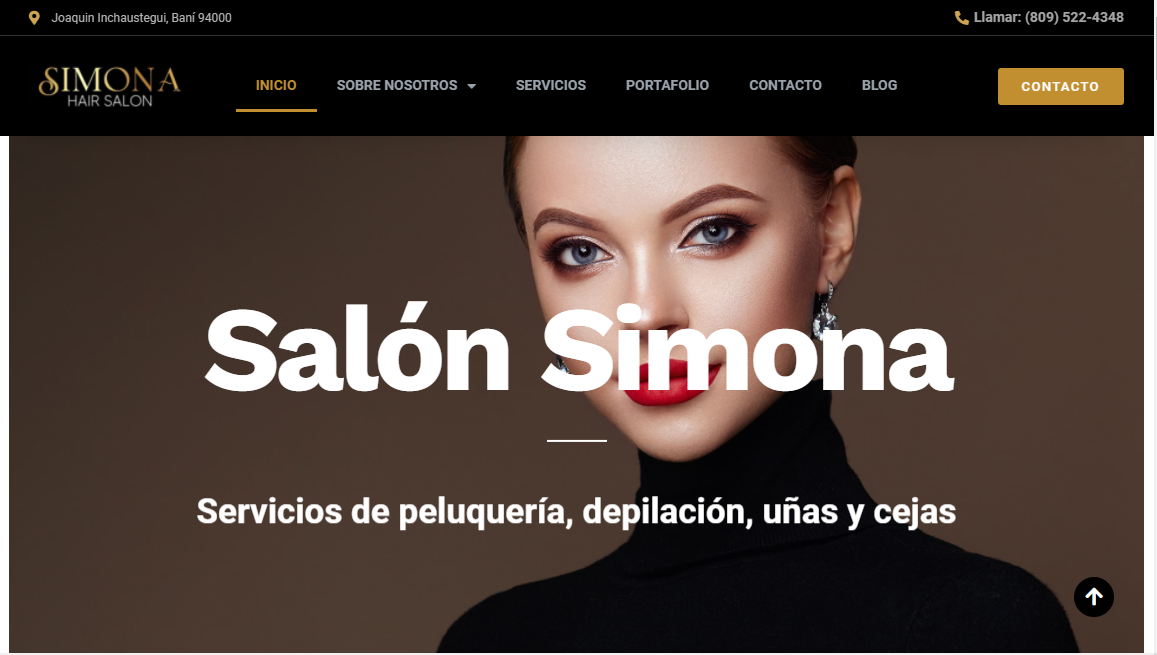 Joaquin Inchaustegui, Baní 94000
Llamar: (809) 522-4348
SIMONA
HAIR SALON
INICIO
SOBRE NOSOTROS
SERVICIOS
PORTAFOLIO
CONTACTO
BLOG
CONTACTO
Salón Simona
Servicios de peluquería, depilación, uñas y cejas